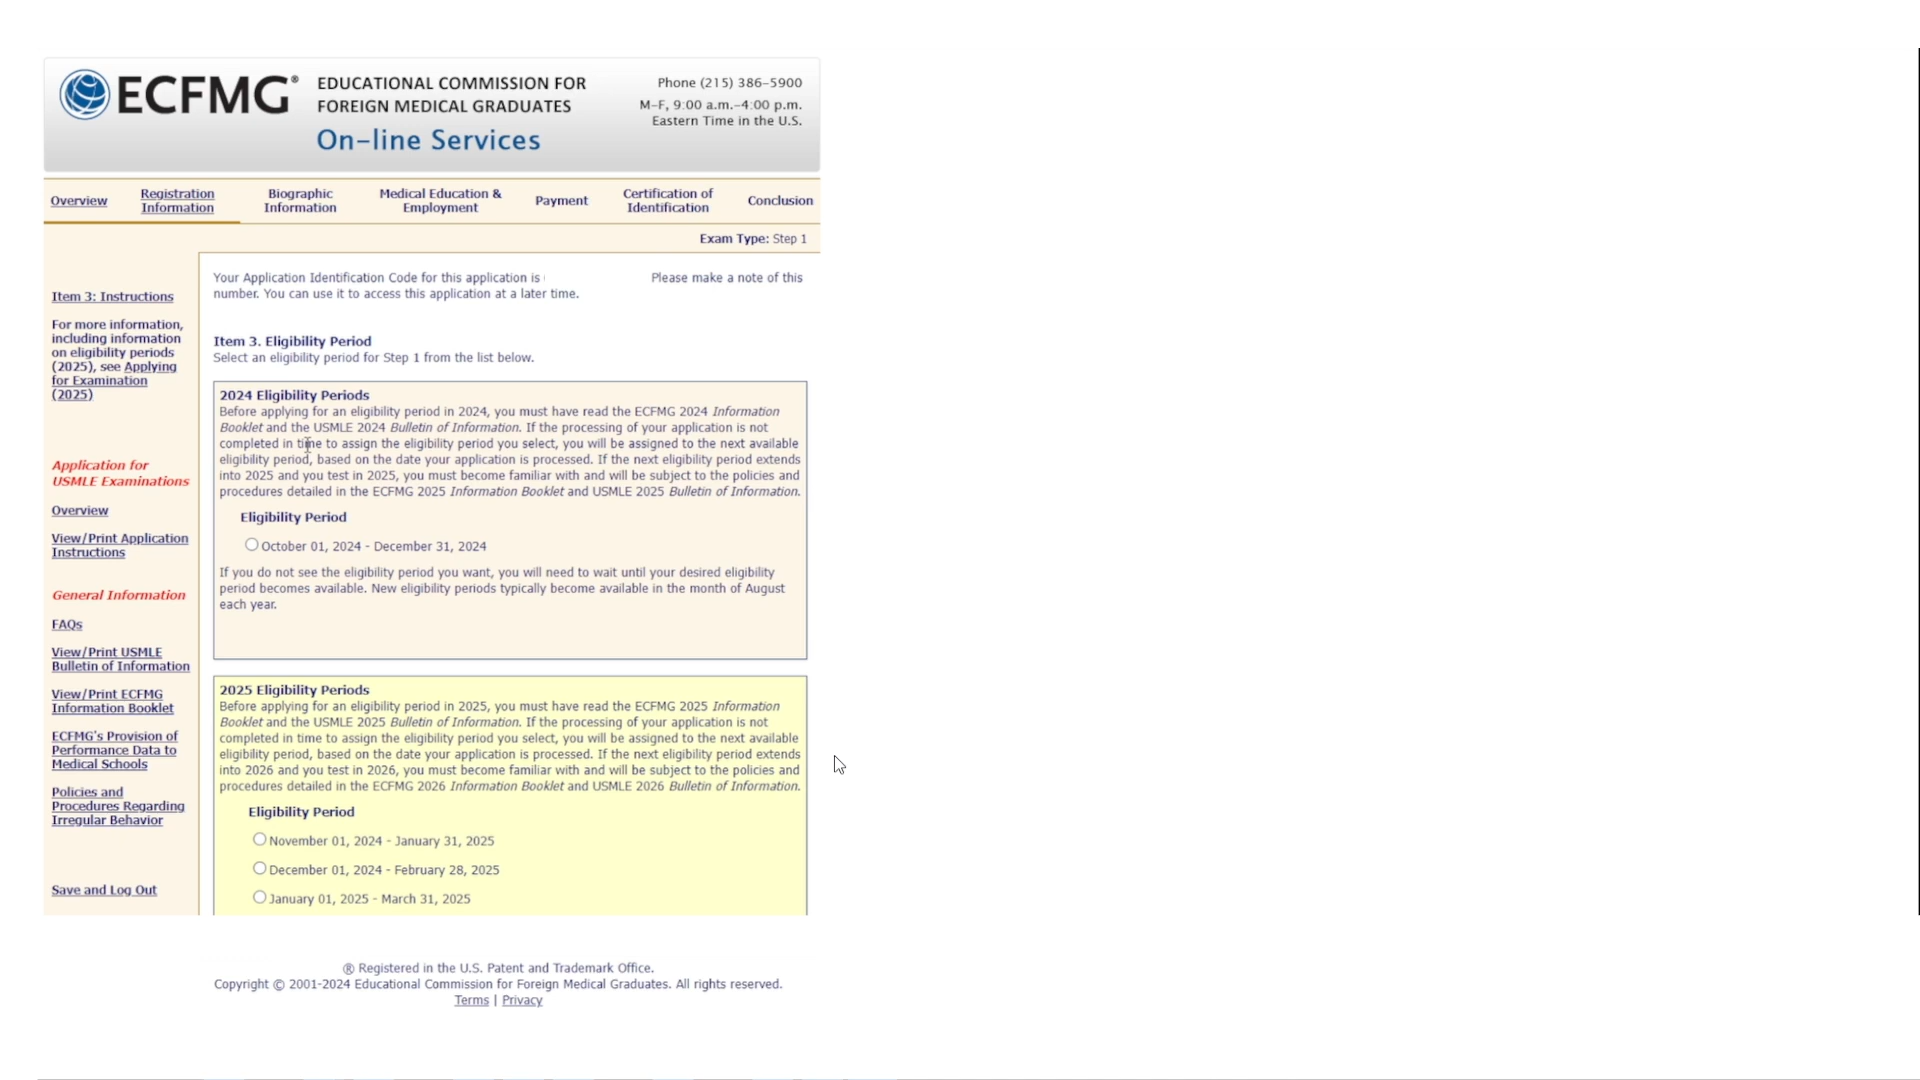 ECFMG®
EDUCATIONAL COMMISSION FOR
FOREIGN MEDICAL GRADUATES
On-line Services
Phone (215) 386-5900
M-F, 9:00 a.m.-4:00 p.m.
Eastern Time in the U.S.
Overview
Registration
Information
Biographic
Information
Medical Education &
Employment
Payment
Certification of
Identification
Conclusion
Exam Type: Step 1
Item 3: Instructions
For more information,
including information
on eligibility periods
(2025), see Applying
for Examination
(2025)
Application for
USMLE Examinations
Overview
View/Print Application
Instructions
General Information
FAQs
View/Print USMLE
Bulletin of Information
View/Print ECFMG
Information Booklet
ECFMG's Provision of
Performance Data to
Medical Schools
Policies and
Procedures Regarding
Irregular Behavior
Save and Log Out
Your Application Identification Code for this application is Please make a note of this
number. You can use it to access this application at a later time.
Item 3. Eligibility Period
Select an eligibility period for Step 1 from the list below.
2024 Eligibility Periods
Before applying for an eligibility period in 2024, you must have read the ECFMG 2024 Information
Booklet and the USMLE 2024 Bulletin of Information. If the processing of your application is not
completed in time to assign the eligibility period you select, you will be assigned to the next available
eligibility period, based on the date your application is processed. If the next eligibility period extends
into 2025 and you test in 2025, you must become familiar with and will be subject to the policies and
procedures detailed in the ECFMG 2025 Information Booklet and USMLE 2025 Bulletin of Information.
Eligibility Period
October 01, 2024 - December 31, 2024
If you do not see the eligibility period you want, you will need to wait until your desired eligibility
period becomes available. New eligibility periods typically become available in the month of August
each year.
2025 Eligibility Periods
Before applying for an eligibility period in 2025, you must have read the ECFMG 2025 Information
Booklet and the USMLE 2025 Bulletin of Information. If the processing of your application is not
completed in time to assign the eligibility period you select, you will be assigned to the next available
eligibility period, based on the date your application is processed. If the next eligibility period extends
into 2026 and you test in 2026, you must become familiar with and will be subject to the policies and
procedures detailed in the ECFMG 2026 Information Booklet and USMLE 2026 Bulletin of Information.
Eligibility Period
November 01, 2024 - January 31, 2025
December 01, 2024 - February 28, 2025
January 01, 2025 - March 31, 2025
® Registered in the U.S. Patent and Trademark Office.
Copyright © 2001-2024 Educational Commission for Foreign Medical Graduates. All rights reserved.
Terms | Privacy